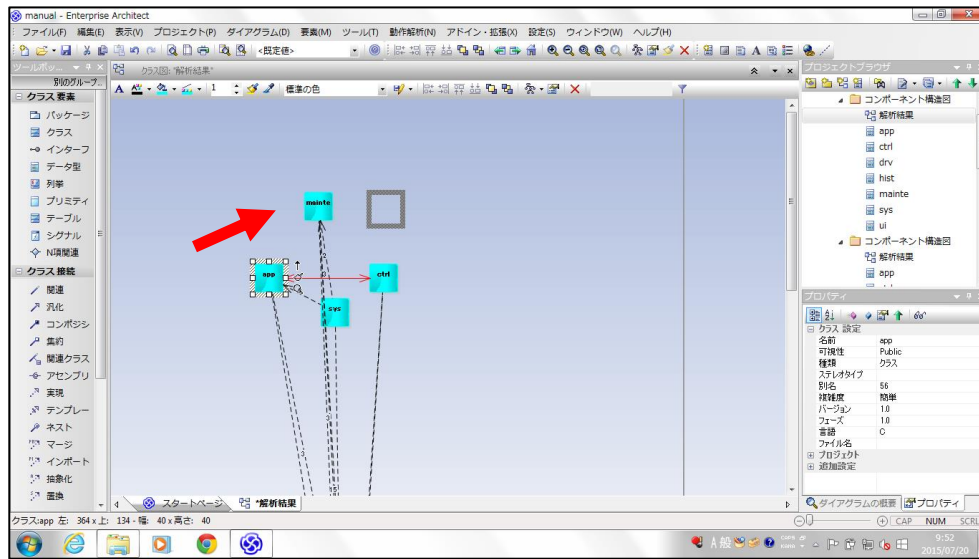 manual - Enterprise Architect
ファイル(F) 編集(E) 表示(V) プロジェクト(P) ダイアグラム(D) 要素(M) ツール(T) 動作解析(N) アドイン・拡張(X) 設定(S) ウィンドウ(W) ヘルプ(H)
<既定値>
ツールボッ...
クラス図: "解析結果"
プロジェクトブラウザ
別のグループ...
1
標準の色
クラス要素
パッケージ
クラス
インターフ
データ型
列挙
プリミティ
テーブル
シグナル
N項関連
クラス接続
関連
汎化
コンポジシ
集約
関連クラス
アセンブリ
実現
テンプレー
ネスト
マージ
インポート
抽象化
置換
mainte
app
ctrl
sys
コンポーネント構造図
解析結果
app
ctrl
drv
hist
mainte
sys
ui
コンポーネント構造図
解析結果
app
プロパティ
クラス 設定
名前 app
可視性 Public
種類 クラス
ステレオタイプ
別名 56
複雑度 簡単
バージョン 1.0
フェーズ 1.0
言語 C
ファイル名
プロジェクト
追加設定
スタートページ
*解析結果
ダイアグラムの概要
プロパティ
クラス:app 左: 364 x 上: 134 - 幅: 40 x 高さ: 40
CAP NUM SCRL
A 般
9:52
2015/07/20